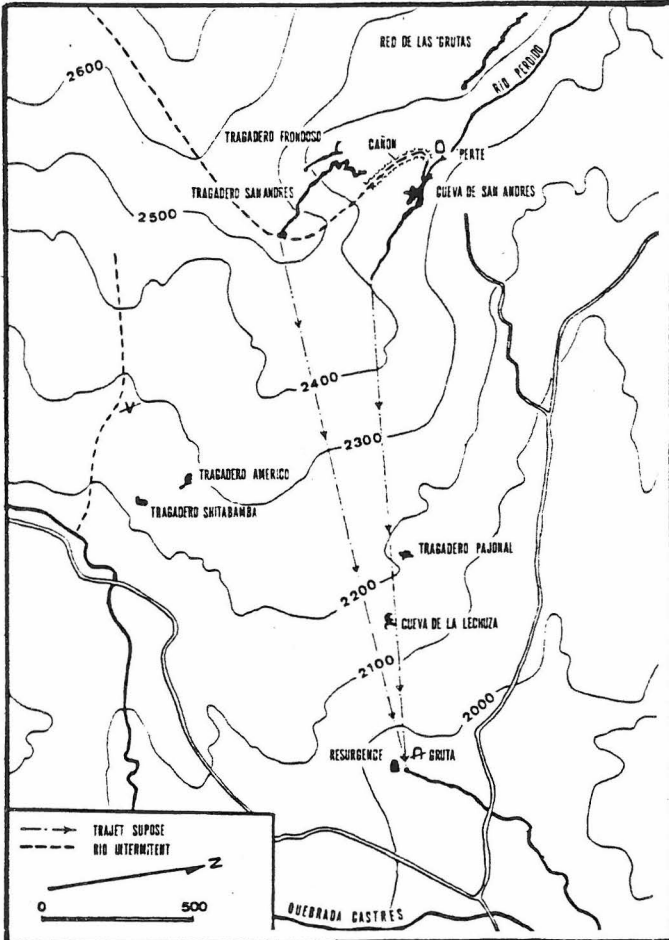 RED DE LAS GRUTAS
2600
RIO PERDIDO
TRAGADERO FRONDOSO
CAÑON
PERTE
TRAGADERO SAN ANDRES
CUEVA DE SAN ANDRES
2500
2400
2300
TRAGADERO AMERICO
TRAGADERO SHITABAMBA
TRAGADERO PAJONAL
2200
CUEVA DE LA LECHUZA
2100
2000
RESURGENCE
GRUTA
TRAJET SUPOSE
RIO INTERMITENT
N
0 500
QUEBRADA CASTRES